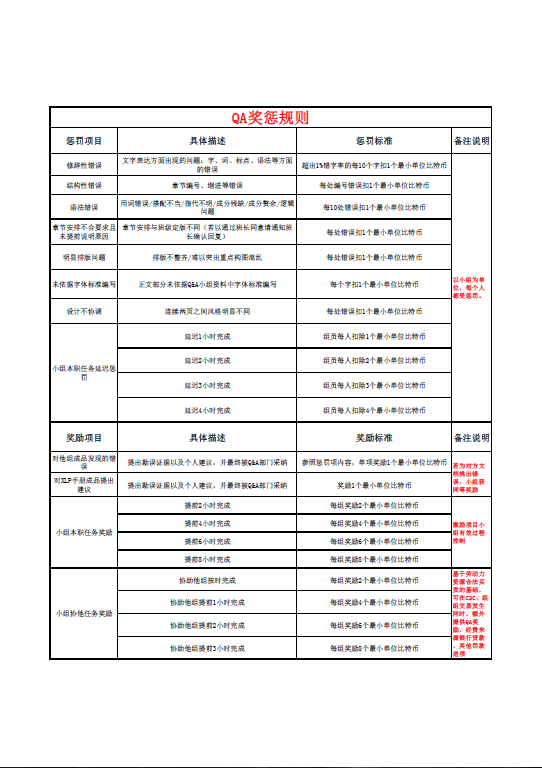 QA奖惩规则
惩罚项目 具体描述 惩罚标准 备注说明
修辞性错误 文字表达方面出现的问题：字、词、标点、语法等方面的错误 超出1%错字率的每10个字扣1个最小单位比特币
结构性错误 章节编号、缩进等错误 每处编号错误扣1个最小单位比特币
语法错误 用词错误/搭配不当/指代不明/成分残缺/成分赘余/逻辑问题 每10处错误扣1个最小单位比特币
章节安排不合要求且未提前说明原因 章节安排与班级定版不同（若以通过班长同意请通知班长确认回复） 每处错误扣1个最小单位比特币
明显排版问题 排版不整齐/难以突出重点构图混乱 每处错误扣1个最小单位比特币
未依据字体标准编写 正文部分未依据Q&A小组资料中字体标准编写 每个字扣1个最小单位比特币
设计不协调 连续两页之间风格明显不同 每处错误扣1个最小单位比特币
以小组为单位，每个人都受惩罚。
小组本职任务延迟惩罚
延迟1小时完成 组员每人扣除1个最小单位比特币
延迟2小时完成 组员每人扣除2个最小单位比特币
延迟3小时完成 组员每人扣除3个最小单位比特币
延迟4小时完成 组员每人扣除4个最小单位比特币
奖励项目 具体描述 奖励标准 备注说明
对他组成品发现的错误 提出勘误证据以及个人建议，并最终被Q&A部门采纳 参照惩罚项内容，单项奖励1个最小单位比特币
对XLP手册成品提出建议 提出勘误证据以及个人建议，并最终被Q&A部门采纳 奖励1个最小单位比特币
若为对方文档挑出错误，小组获同等奖励
小组本职任务奖励
提前2小时完成 每组奖励2个最小单位比特币
提前4小时完成 每组奖励4个最小单位比特币
提前6小时完成 每组奖励6个最小单位比特币
提前8小时完成 每组奖励8个最小单位比特币
激励项目小组有效过程控制
小组协他任务奖励
协助他组按时完成 每组奖励2个最小单位比特币
协助他组提前1小时完成 每组奖励4个最小单位比特币
协助他组提前2小时完成 每组奖励6个最小单位比特币
协助他组提前3小时完成 每组奖励8个最小单位比特币
基于劳动力资源合法买卖的基础，可在C2C、组组交易发生同时，额外提供QA奖励，经费来源银行贷款、其他罚款进项